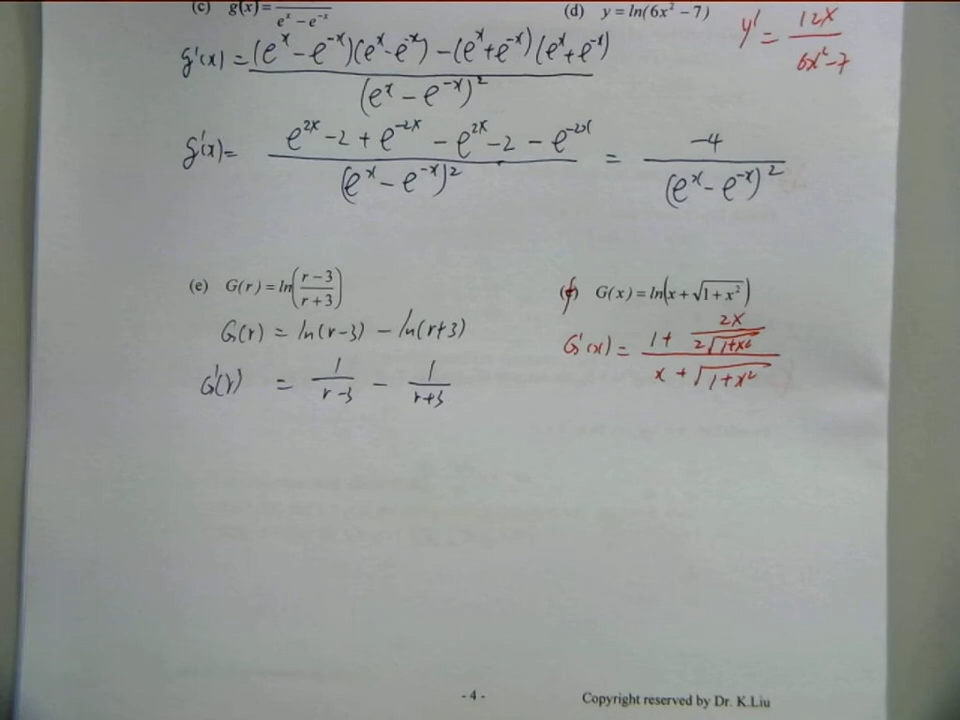 (c) g(x) = ——— / e^x − e^−x
(d) y = ln(6x² − 7)
y' = 12x / 6x² − 7
g'(x) = (e^x − e^−x)(e^x − e^−x) − (e^x + e^−x)(e^x + e^−x) / (e^x − e^−x)²
g'(x) = e^2x − 2 + e^−2x − e^2x − 2 − e^−2x / (e^x − e^−x)² = −4 / (e^x − e^−x)²
(e) G(r) = ln(r − 3 / r + 3)
G(r) = ln(r−3) − ln(r+3)
G'(r) = 1 / r−3 − 1 / r+3
(f) G(x) = ln(x + √1 + x²)
G'(x) = 1 + 2x / 2√1+x² / x + √1+x²
- 4 -
Copyright reserved by Dr. K.Liu